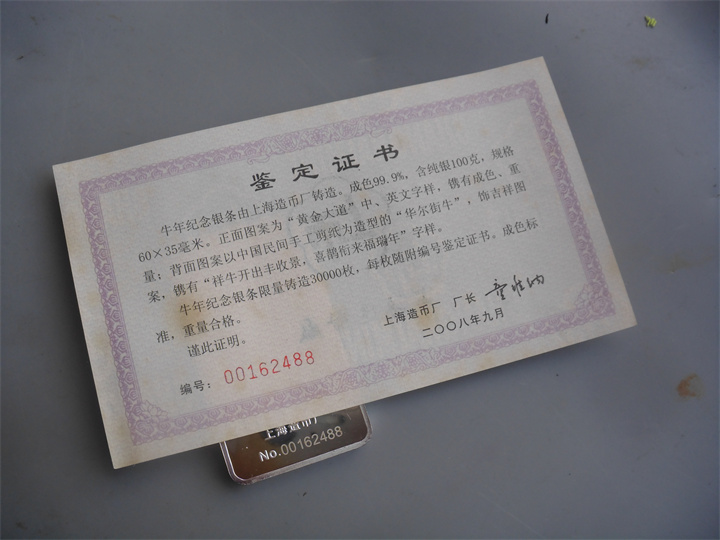 鉴定证书
牛年纪念银条由上海造币厂铸造。成色99.9%，含纯银100克，规格
60×35毫米。正面图案为“黄金大道”中、英文字样，镌有成色、重
量；背面图案以中国民间手工剪纸为造型的“华尔街牛”，饰吉祥图
案，镌有“祥牛开出丰收景，喜鹊衔来福瑞年”字样。
牛年纪念银条限量铸造30000枚，每枚随附编号鉴定证书。成色标
准，重量合格。
谨此证明。
上海造币厂 厂长
二〇〇八年九月
编号：00162488
上海造币厂
No.00162488